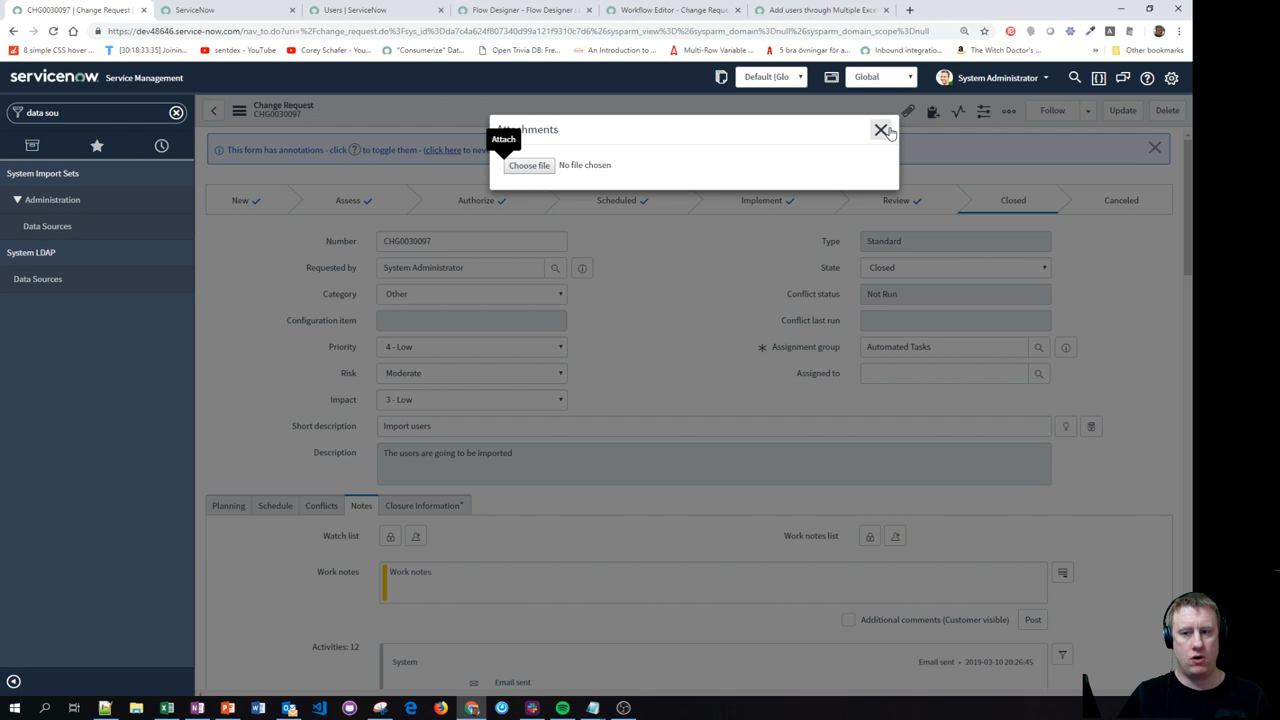 CHG0030097 | Change Request |
ServiceNow
Users | ServiceNow
Flow Designer - Flow Designer :
Workflow Editor - Change Requ
Add users through Multiple Exce
https://dev48646.service-now.com/nav_to.do?uri=%2Fchange_request.do%3Fsys_id%3Dda74a624f807230091a121f9310c7d6%26sysparm_view%3D%26sysparm_domain%3Dnull%26sysparm_domain_scope%3Dnull
8 simple CSS hover
[30:18:33:35] Joinin...
sentdex - YouTube
Corey Schafer - YouT
"Consumerize" Dat...
Open Trivia DB: Fre...
An Introduction to
Multi-Row Variable ...
5 bra övningar för a...
Inbound integratio...
The Witch Doctor's...
Other bookmarks
servicenow Service Management
Default [Glo
Global
System Administrator
data sou
System Import Sets
Administration
Data Sources
System LDAP
Data Sources
Change Request
CHG0030097
Follow
Update
Delete
Attachments
Attach
Choose file No file chosen
This form has annotations - click ? to toggle them - (click here) to never
New
Assess
Authorize
Scheduled
Implement
Review
Closed
Canceled
Number CHG0030097
Type Standard
Requested by System Administrator
State Closed
Category Other
Conflict status Not Run
Configuration item
Conflict last run
Priority 4 - Low
Assignment group Automated Tasks
Risk Moderate
Assigned to
Impact 3 - Low
Short description Import users
Description The users are going to be imported
Planning
Schedule
Conflicts
Notes
Closure Information*
Watch list
Work notes list
Work notes Work notes
Additional comments (Customer visible)
Post
Activities: 12
System
Email sent • 2019-03-10 20:26:45
Email sent